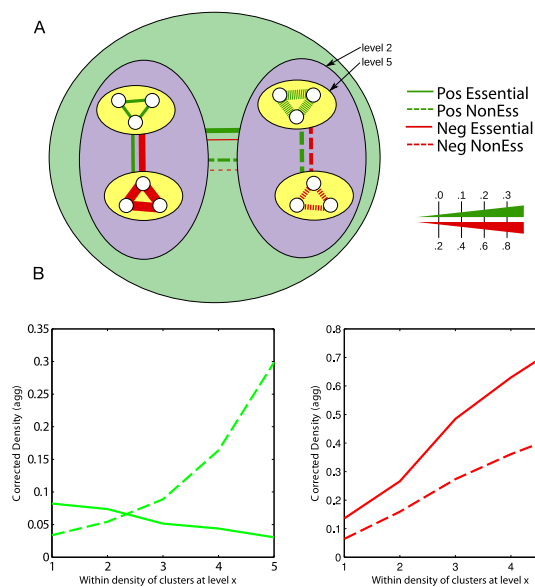 A
level 2
level 5
Pos Essential
Pos NonEss
Neg Essential
Neg NonEss
.0 .1 .2 .3
.2 .4 .6 .8
B
0.35
0.3
0.25
0.2
0.15
0.1
0.05
0
1 2 3 4 5
Within density of clusters at level x
Corrected Density (agg)
0.8
0.7
0.6
0.5
0.4
0.3
0.2
0.1
0
1 2 3 4
Within density of clusters at level x
Corrected Density (agg)